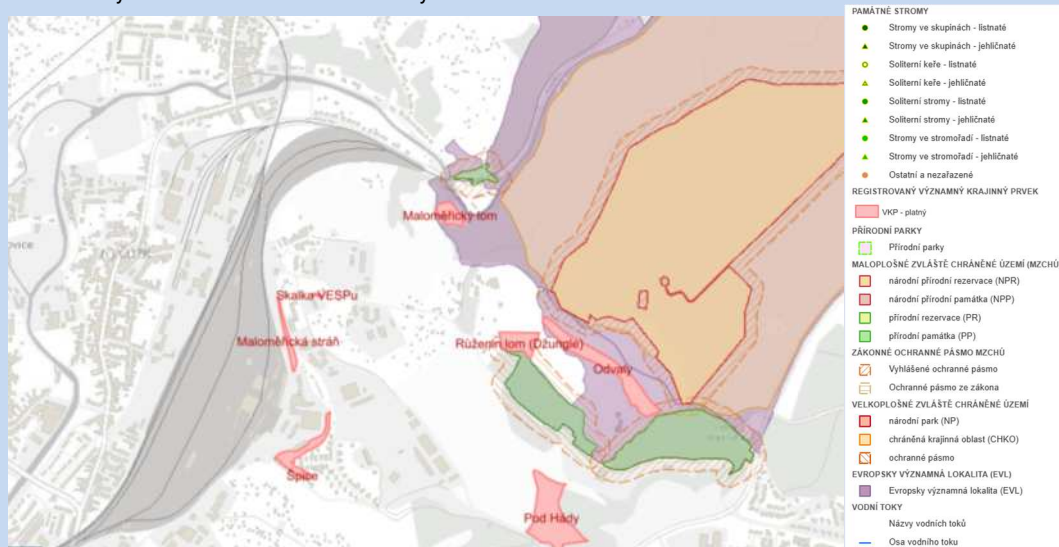 Maloměřický lom
Skalka VESPu
Maloměřická stráň
Růženin lom (Džungle)
Odvaly
Špice
Pod Hády
PAMÁTNÉ STROMY
Stromy ve skupinách - listnaté
Stromy ve skupinách - jehličnaté
Soliterní keře - listnaté
Soliterní keře - jehličnaté
Soliterní stromy - listnaté
Soliterní stromy - jehličnaté
Stromy ve stromořadí - listnaté
Stromy ve stromořadí - jehličnaté
Ostatní a nezařazené
REGISTROVANÝ VÝZNAMNÝ KRAJINNÝ PRVEK
VKP - platný
PŘÍRODNÍ PARKY
Přírodní parky
MALOPLOŠNÉ ZVLÁŠTĚ CHRÁNĚNÉ ÚZEMÍ (MZCHÚ)
národní přírodní rezervace (NPR)
národní přírodní památka (NPP)
přírodní rezervace (PR)
přírodní památka (PP)
ZÁKONNÉ OCHRANNÉ PÁSMO MZCHÚ
Vyhlášené ochranné pásmo
Ochranné pásmo ze zákona
VELKOPLOŠNÉ ZVLÁŠTĚ CHRÁNĚNÉ ÚZEMÍ
národní park (NP)
chráněná krajinná oblast (CHKO)
ochranné pásmo
EVROPSKY VÝZNAMNÁ LOKALITA (EVL)
Evropsky významná lokalita (EVL)
VODNÍ TOKY
Názvy vodních toků
Osa vodního toku